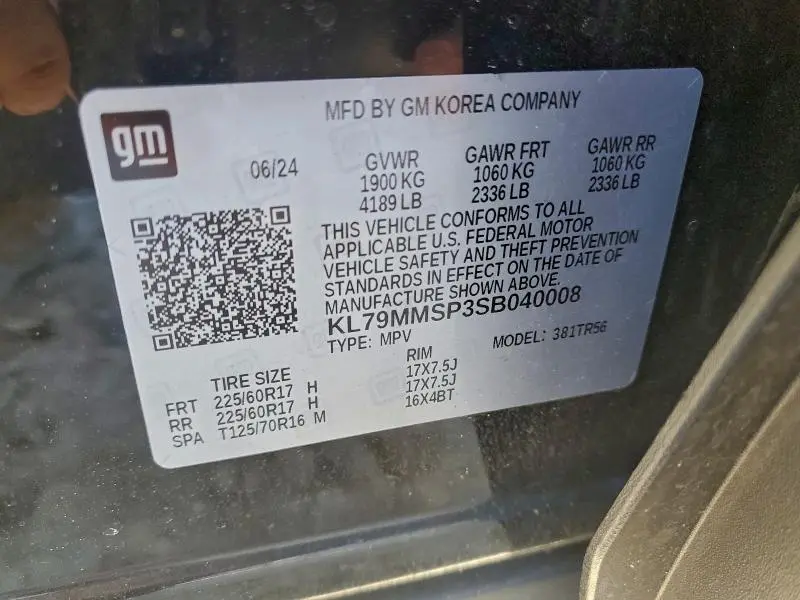 gm
MFD BY GM KOREA COMPANY
06/24
GVWR
1900 KG
4189 LB
GAWR FRT
1060 KG
2336 LB
GAWR RR
1060 KG
2336 LB
THIS VEHICLE CONFORMS TO ALL
APPLICABLE U.S. FEDERAL MOTOR
VEHICLE SAFETY AND THEFT PREVENTION
STANDARDS IN EFFECT ON THE DATE OF
MANUFACTURE SHOWN ABOVE.
KL79MMSP3SB040008
TYPE: MPV MODEL: 381TR56
TIRE SIZE RIM
FRT 225/60R17 H 17X7.5J
RR 225/60R17 H 17X7.5J
SPA T125/70R16 M 16X4BT